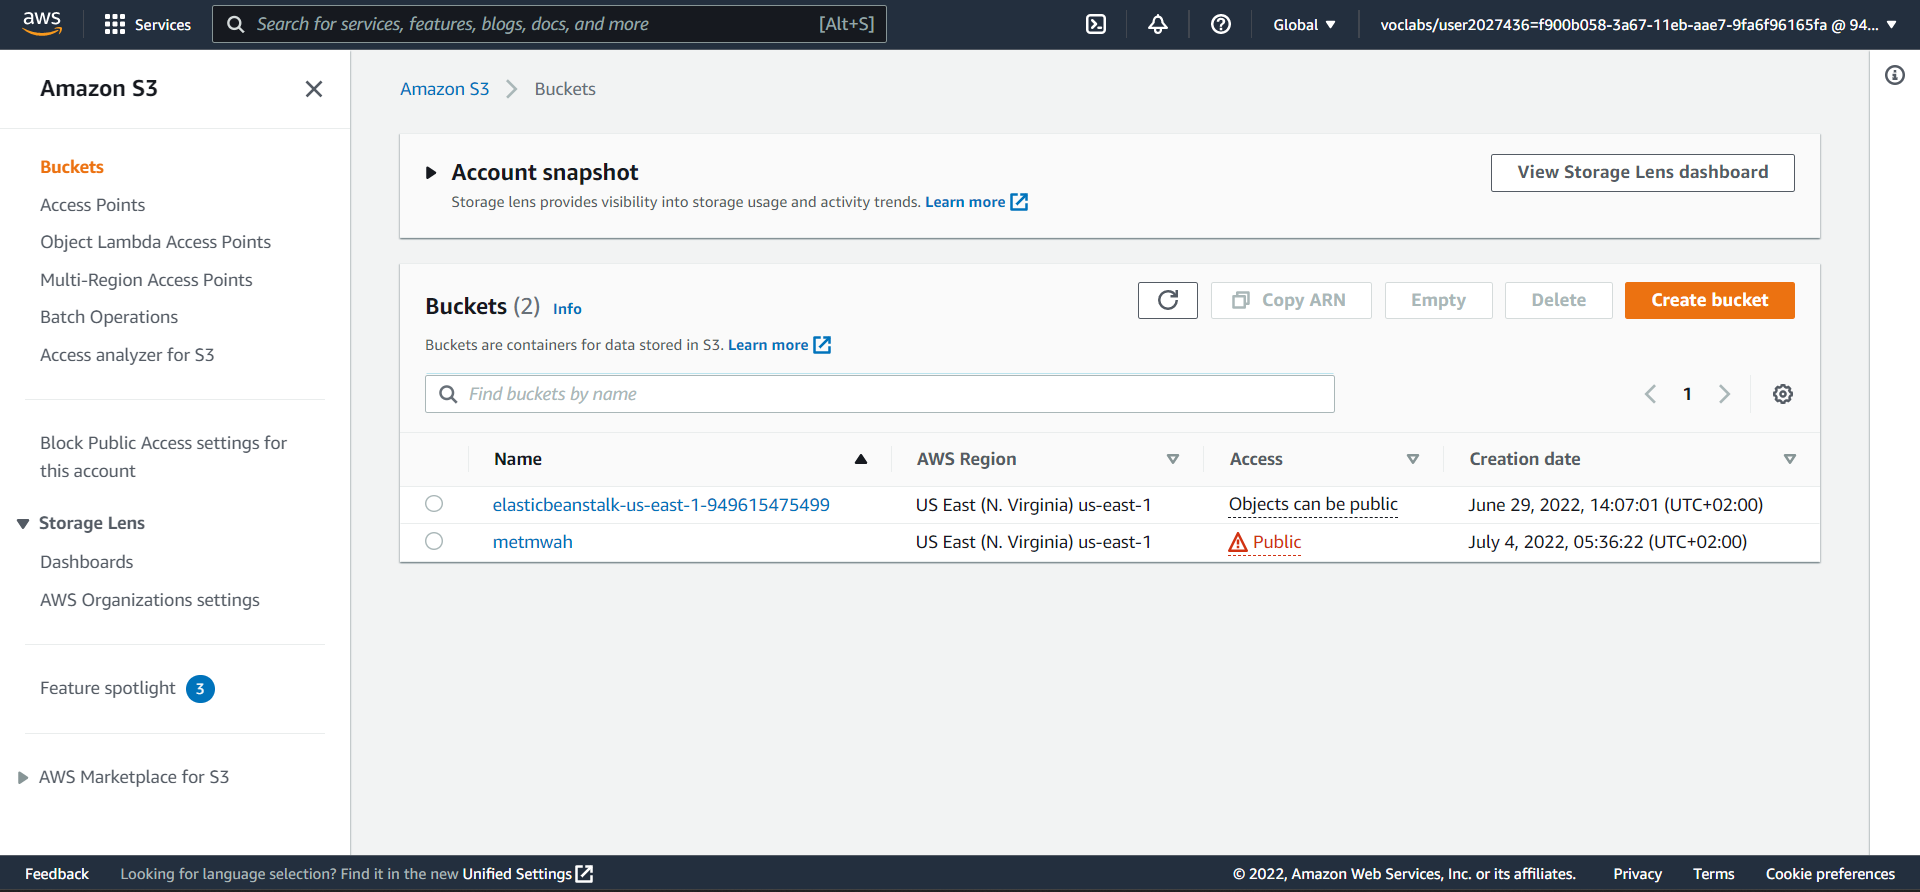 aws
Services
Search for services, features, blogs, docs, and more
[Alt+S]
Global
voclabs/user2027436=f900b058-3a67-11eb-aae7-9fa6f96165fa @ 94...
Amazon S3
Buckets
Access Points
Object Lambda Access Points
Multi-Region Access Points
Batch Operations
Access analyzer for S3
Block Public Access settings for
this account
Storage Lens
Dashboards
AWS Organizations settings
Feature spotlight 3
AWS Marketplace for S3
Amazon S3 Buckets
Account snapshot
Storage lens provides visibility into storage usage and activity trends. Learn more
View Storage Lens dashboard
Buckets (2) Info
Buckets are containers for data stored in S3. Learn more
Copy ARN
Empty
Delete
Create bucket
Find buckets by name
1
Name AWS Region Access Creation date
elasticbeanstalk-us-east-1-949615475499 US East (N. Virginia) us-east-1 Objects can be public June 29, 2022, 14:07:01 (UTC+02:00)
metmwah US East (N. Virginia) us-east-1 Public July 4, 2022, 05:36:22 (UTC+02:00)
Feedback
Looking for language selection? Find it in the new Unified Settings
© 2022, Amazon Web Services, Inc. or its affiliates.
Privacy
Terms
Cookie preferences